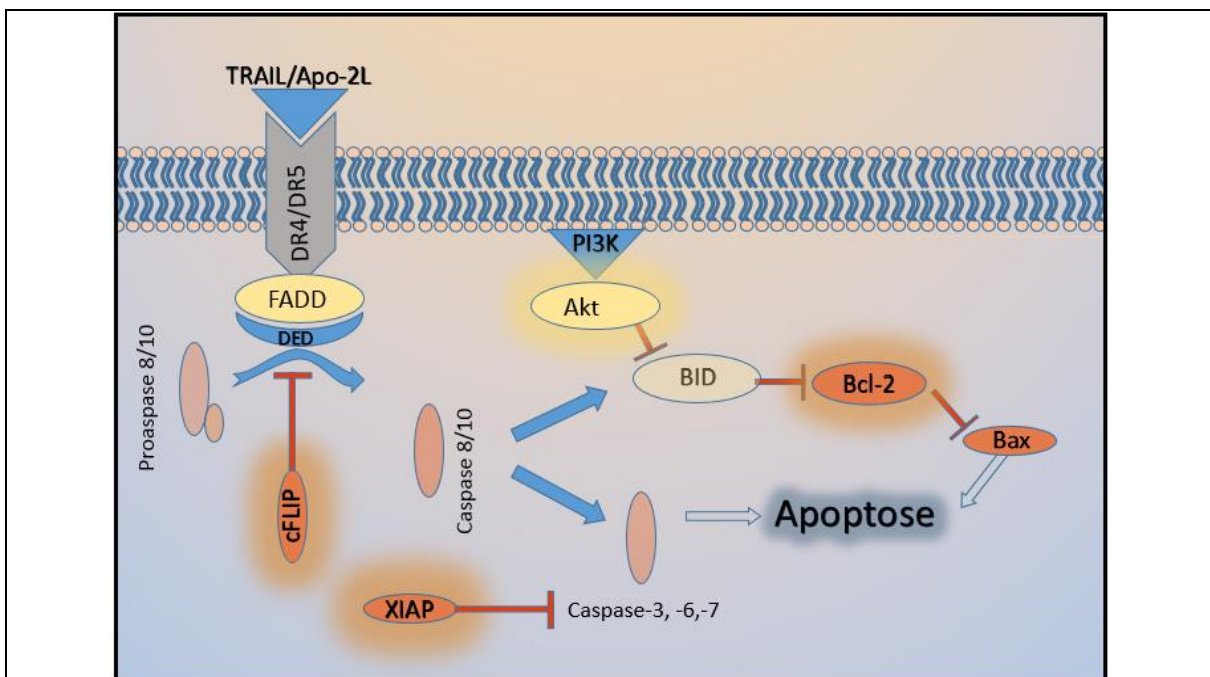 TRAIL/Apo-2L
DR4/DR5
FADD
DED
Proaspase 8/10
cFLIP
Caspase 8/10
PI3K
Akt
BID
Bcl-2
Bax
Apoptose
XIAP
Caspase-3, -6,-7